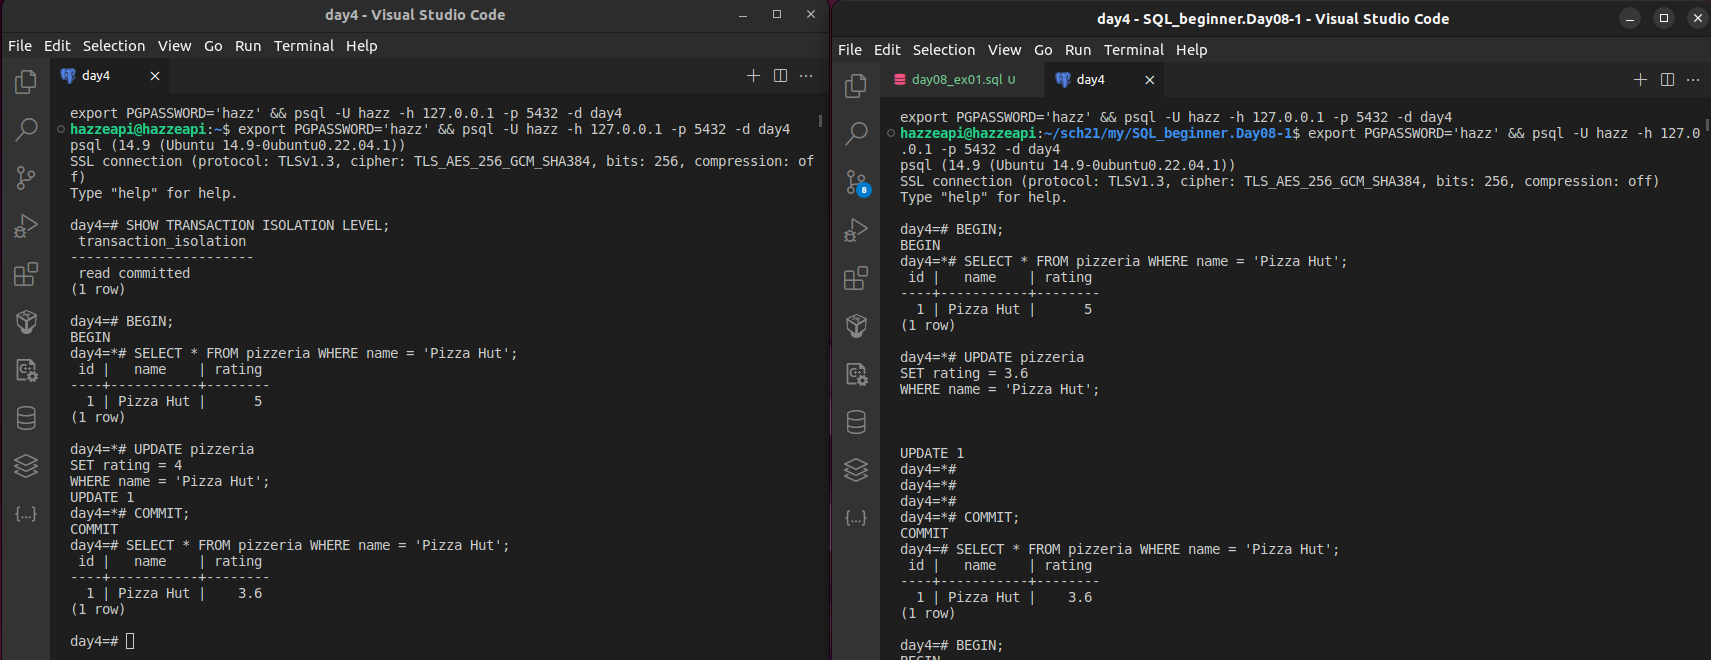 day4 - Visual Studio Code
File Edit Selection View Go Run Terminal Help
day4
export PGPASSWORD='hazz' && psql -U hazz -h 127.0.0.1 -p 5432 -d day4
hazzeapi@hazzeapi:~$ export PGPASSWORD='hazz' && psql -U hazz -h 127.0.0.1 -p 5432 -d day4
psql (14.9 (Ubuntu 14.9-0ubuntu0.22.04.1))
SSL connection (protocol: TLSv1.3, cipher: TLS_AES_256_GCM_SHA384, bits: 256, compression: of
f)
Type "help" for help.
day4=# SHOW TRANSACTION ISOLATION LEVEL;
transaction_isolation
-----------------------
read committed
(1 row)
day4=# BEGIN;
BEGIN
day4=*# SELECT * FROM pizzeria WHERE name = 'Pizza Hut';
id |   name    | rating
----+-----------+--------
1 | Pizza Hut |      5
(1 row)
day4=*# UPDATE pizzeria
SET rating = 4
WHERE name = 'Pizza Hut';
UPDATE 1
day4=*# COMMIT;
COMMIT
day4=# SELECT * FROM pizzeria WHERE name = 'Pizza Hut';
id |   name    | rating
----+-----------+--------
1 | Pizza Hut |    3.6
(1 row)
day4=#
day4 - SQL_beginner.Day08-1 - Visual Studio Code
File Edit Selection View Go Run Terminal Help
day08_ex01.sql U
day4
8
export PGPASSWORD='hazz' && psql -U hazz -h 127.0.0.1 -p 5432 -d day4
hazzeapi@hazzeapi:~/sch21/my/SQL_beginner.Day08-1$ export PGPASSWORD='hazz' && psql -U hazz -h 127.0
.0.1 -p 5432 -d day4
psql (14.9 (Ubuntu 14.9-0ubuntu0.22.04.1))
SSL connection (protocol: TLSv1.3, cipher: TLS_AES_256_GCM_SHA384, bits: 256, compression: off)
Type "help" for help.
day4=# BEGIN;
BEGIN
day4=*# SELECT * FROM pizzeria WHERE name = 'Pizza Hut';
id |   name    | rating
----+-----------+--------
1 | Pizza Hut |      5
(1 row)
day4=*# UPDATE pizzeria
SET rating = 3.6
WHERE name = 'Pizza Hut';
UPDATE 1
day4=*#
day4=*#
day4=*#
day4=*# COMMIT;
COMMIT
day4=# SELECT * FROM pizzeria WHERE name = 'Pizza Hut';
id |   name    | rating
----+-----------+--------
1 | Pizza Hut |    3.6
(1 row)
day4=# BEGIN;
BEGIN